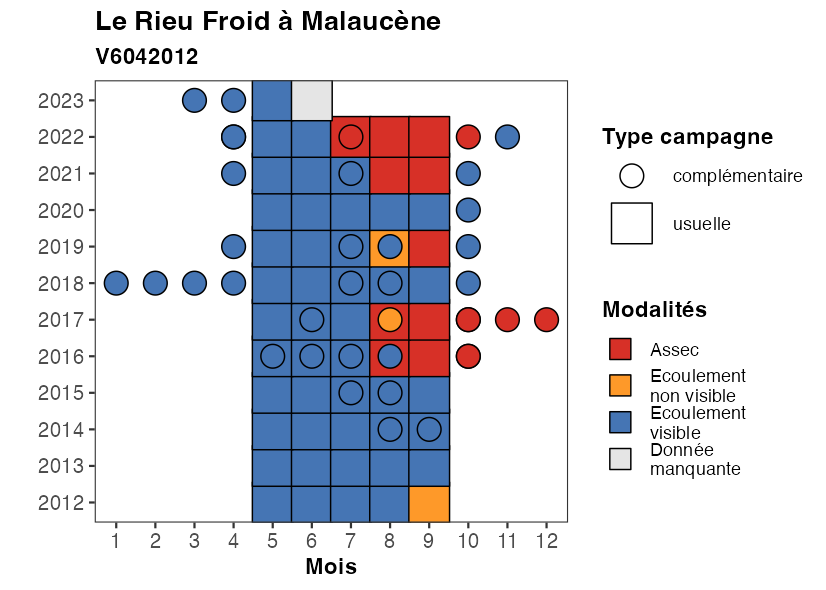 Le Rieu Froid à Malaucène
V6042012
2023
2022
2021
2020
2019
2018
2017
2016
2015
2014
2013
2012
1 2 3 4 5 6 7 8 9 10 11 12
Mois
Type campagne
complémentaire
usuelle
Modalités
Assec
Ecoulement
non visible
Ecoulement
visible
Donnée
manquante